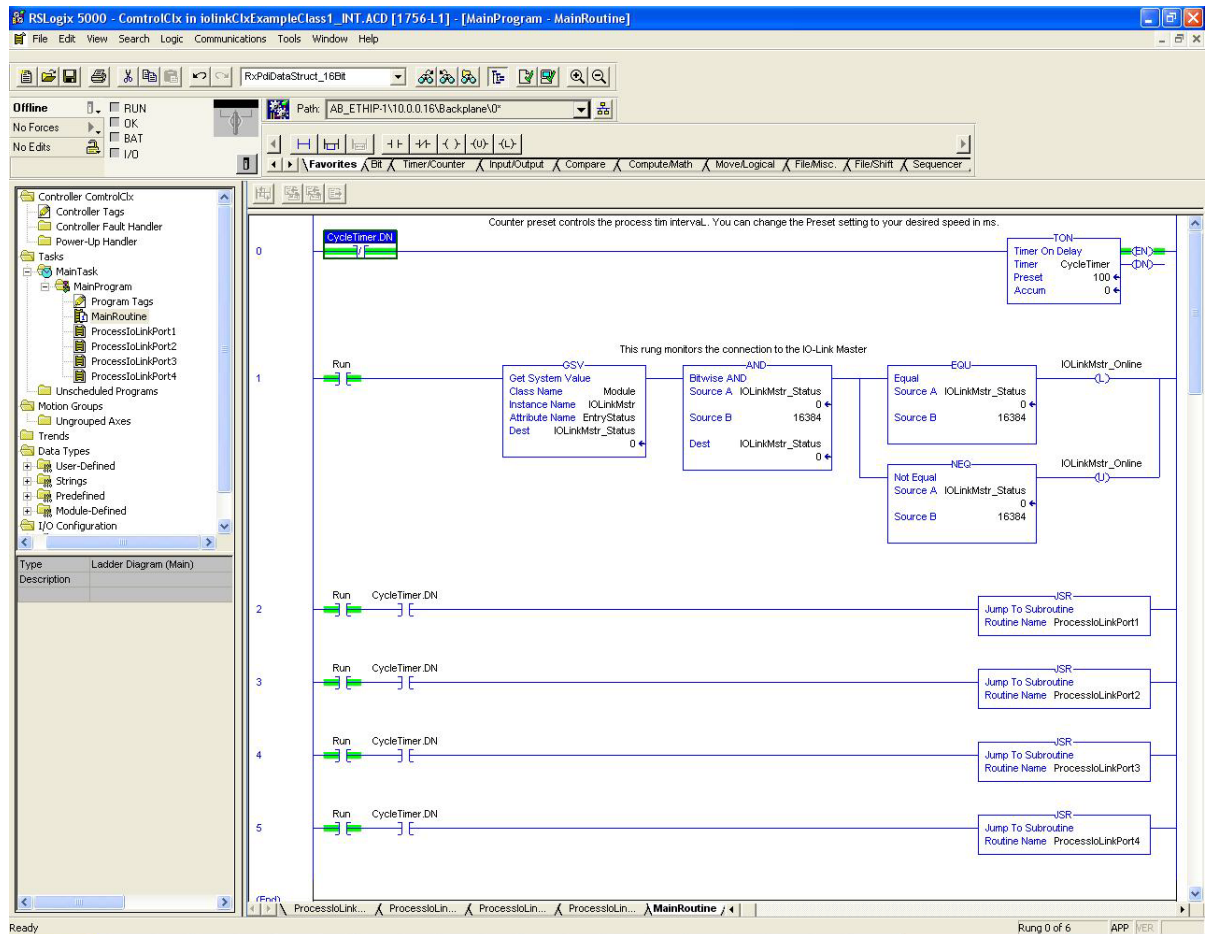 RSLogix 5000 - ComtrolClx in iolinkClxExampleClass1_INT.ACD [1756-L1] - [MainProgram - MainRoutine]
File Edit View Search Logic Communications Tools Window Help
RxPdiDataStruct_16Bit
Offline
RUN
No Forces
OK
No Edits
BAT
I/O
Path: AB_ETHIP-1\10.0.0.16\Backplane\0*
Favorites Bit Timer/Counter Input/Output Compare Compute/Math Move/Logical File/Misc. File/Shift Sequencer
Controller ComtrolClx
Controller Tags
Controller Fault Handler
Power-Up Handler
Tasks
MainTask
MainProgram
Program Tags
MainRoutine
ProcessIoLinkPort1
ProcessIoLinkPort2
ProcessIoLinkPort3
ProcessIoLinkPort4
Unscheduled Programs
Motion Groups
Ungrouped Axes
Trends
Data Types
User-Defined
Strings
Predefined
Module-Defined
I/O Configuration
Type Ladder Diagram (Main)
Description
Counter preset controls the process tim intervaL. You can change the Preset setting to your desired speed in ms.
0
CycleTimer.DN
TON
Timer On Delay
Timer CycleTimer
Preset 100
Accum 0
EN
DN
This rung monitors the connection to the IO-Link Master
1
Run
GSV
Get System Value
Class Name Module
Instance Name IOLinkMstr
Attribute Name EntryStatus
Dest IOLinkMstr_Status
0
AND
Bitwise AND
Source A IOLinkMstr_Status
0
Source B 16384
Dest IOLinkMstr_Status
0
EQU
Equal
Source A IOLinkMstr_Status
0
Source B 16384
IOLinkMstr_Online
L
NEQ
Not Equal
Source A IOLinkMstr_Status
0
Source B 16384
IOLinkMstr_Online
U
2
Run CycleTimer.DN
JSR
Jump To Subroutine
Routine Name ProcessIoLinkPort1
3
Run CycleTimer.DN
JSR
Jump To Subroutine
Routine Name ProcessIoLinkPort2
4
Run CycleTimer.DN
JSR
Jump To Subroutine
Routine Name ProcessIoLinkPort3
5
Run CycleTimer.DN
JSR
Jump To Subroutine
Routine Name ProcessIoLinkPort4
(End)
ProcessIoLink... ProcessIoLin... ProcessIoLin... ProcessIoLin... MainRoutine
Ready
Rung 0 of 6 APP VER